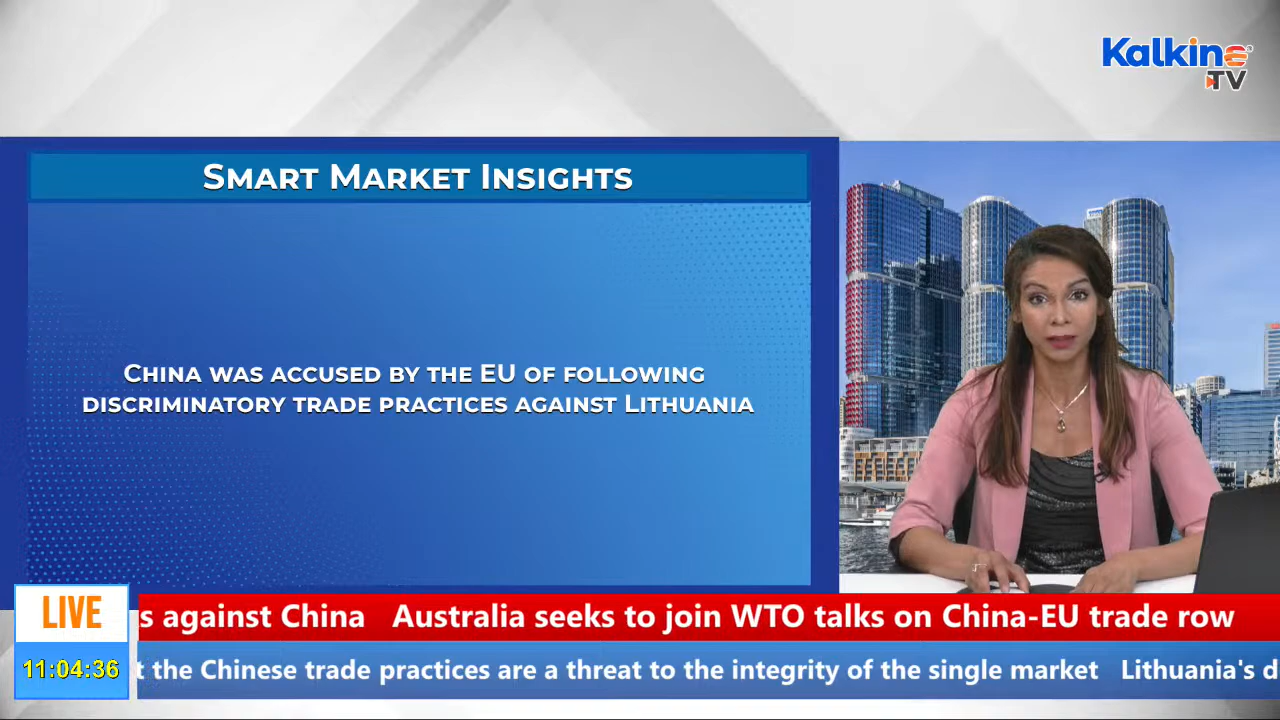 Kalkine
TV
SMART MARKET INSIGHTS
CHINA WAS ACCUSED BY THE EU OF FOLLOWING
DISCRIMINATORY TRADE PRACTICES AGAINST LITHUANIA
LIVE
s against China Australia seeks to join WTO talks on China-EU trade row
11:04:36
t the Chinese trade practices are a threat to the integrity of the single market Lithuania's d